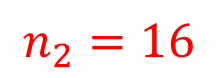 n₂ = 16